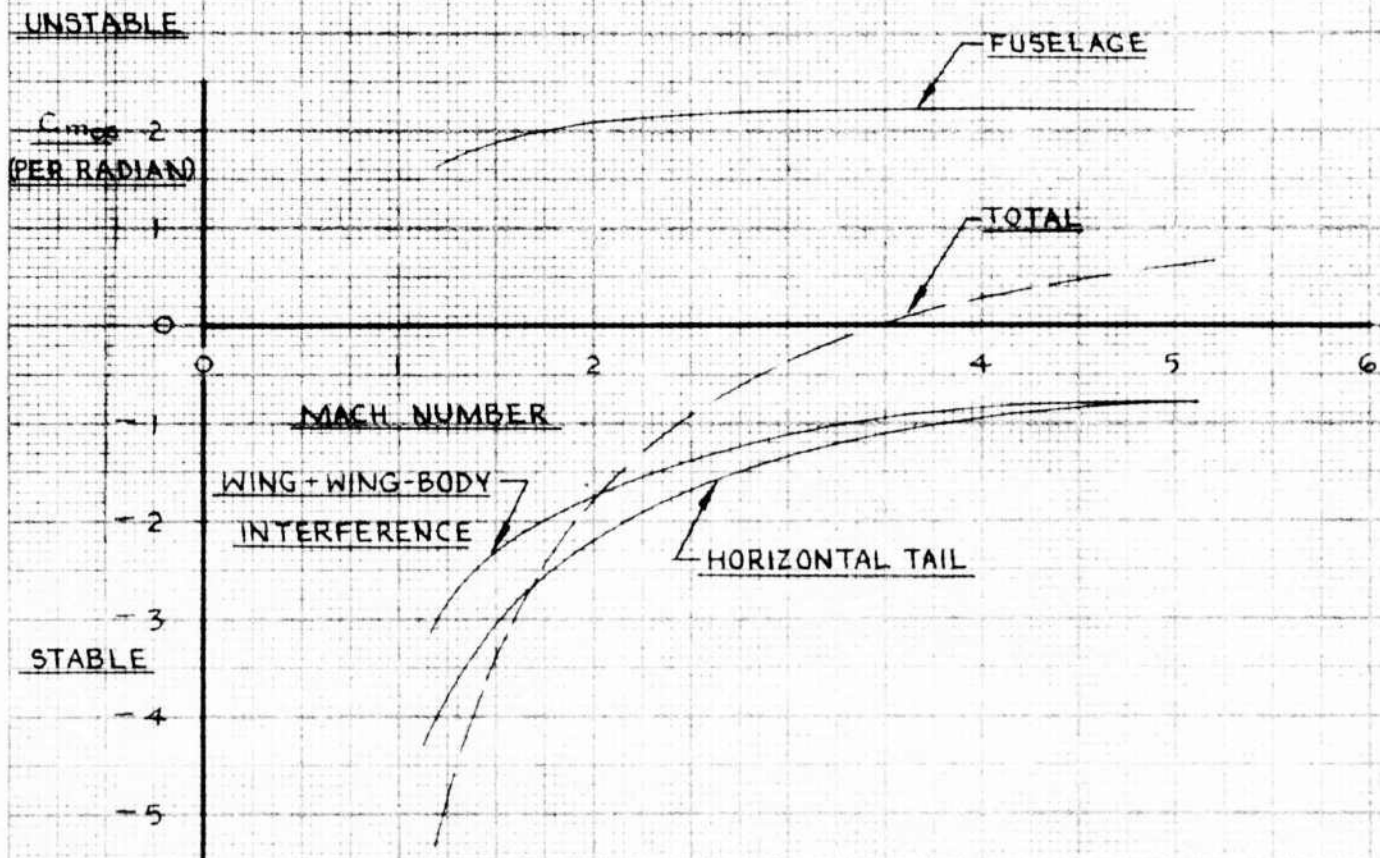 UNSTABLE
FUSELAGE
2
(PER RADIAN)
1
TOTAL
0
0
1
2
4
5
6
-1
MACH NUMBER
WING + WING-BODY
INTERFERENCE
-2
HORIZONTAL TAIL
-3
STABLE
-4
-5